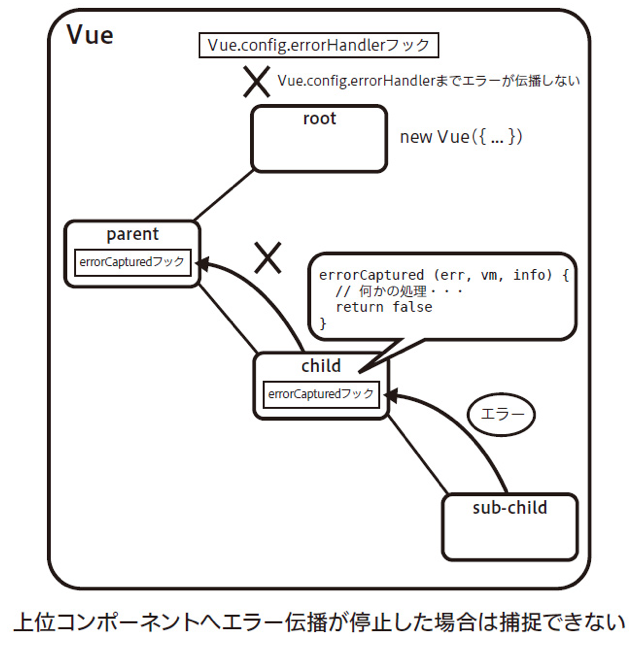 Vue
Vue.config.errorHandlerフック
Vue.config.errorHandlerまでエラーが伝播しない
root
new Vue({ ... })
parent
errorCapturedフック
errorCaptured (err, vm, info) {
// 何かの処理・・・
return false
}
child
errorCapturedフック
エラー
sub-child
上位コンポーネントへエラー伝播が停止した場合は捕捉できない